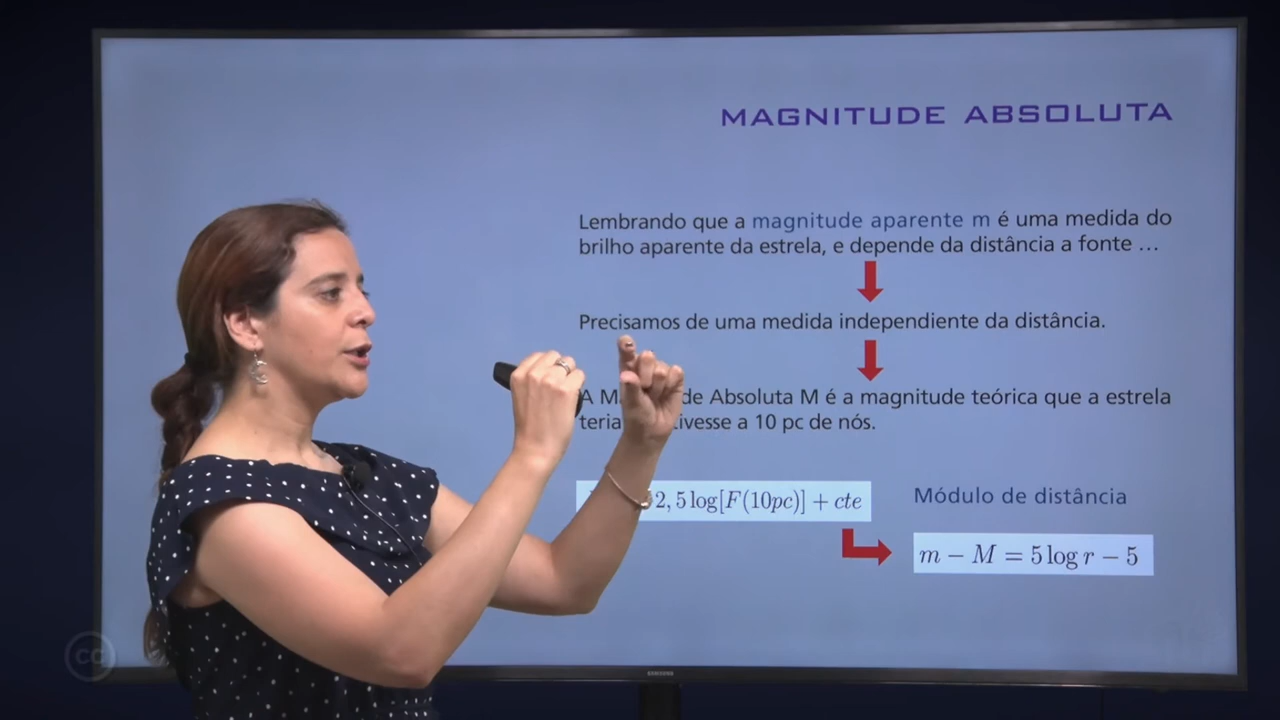 MAGNITUDE ABSOLUTA
Lembrando que a magnitude aparente m é uma medida do
brilho aparente da estrela, e depende da distância a fonte ...
Precisamos de uma medida independiente da distância.
A de Absoluta M é a magnitude teórica que a estrela
teria a 10 pc de nós.
2, 5 log[F(10pc)] + cte
Módulo de distância
m − M = 5 log r − 5
SAMSUNG
cc